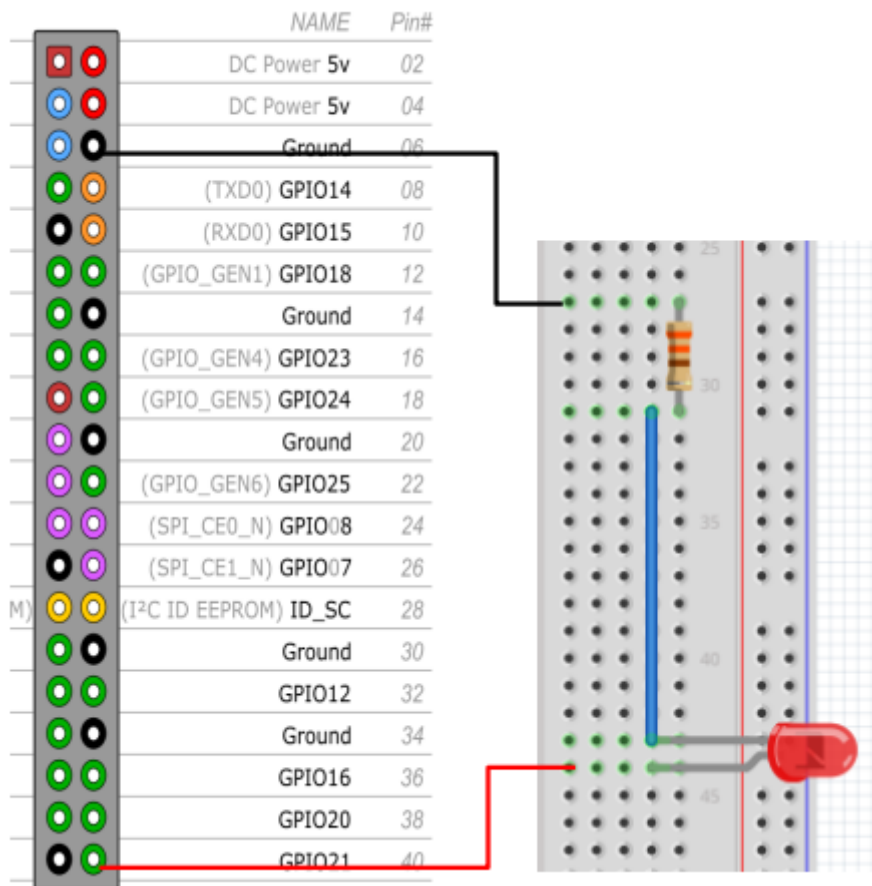 NAME Pin#
DC Power 5v 02
DC Power 5v 04
Ground 06
(TXD0) GPIO14 08
(RXD0) GPIO15 10
(GPIO_GEN1) GPIO18 12
Ground 14
(GPIO_GEN4) GPIO23 16
(GPIO_GEN5) GPIO24 18
Ground 20
(GPIO_GEN6) GPIO25 22
(SPI_CE0_N) GPIO08 24
(SPI_CE1_N) GPIO07 26
M) (I²C ID EEPROM) ID_SC 28
Ground 30
GPIO12 32
Ground 34
GPIO16 36
GPIO20 38
GPIO21 40
25
30
35
40
45